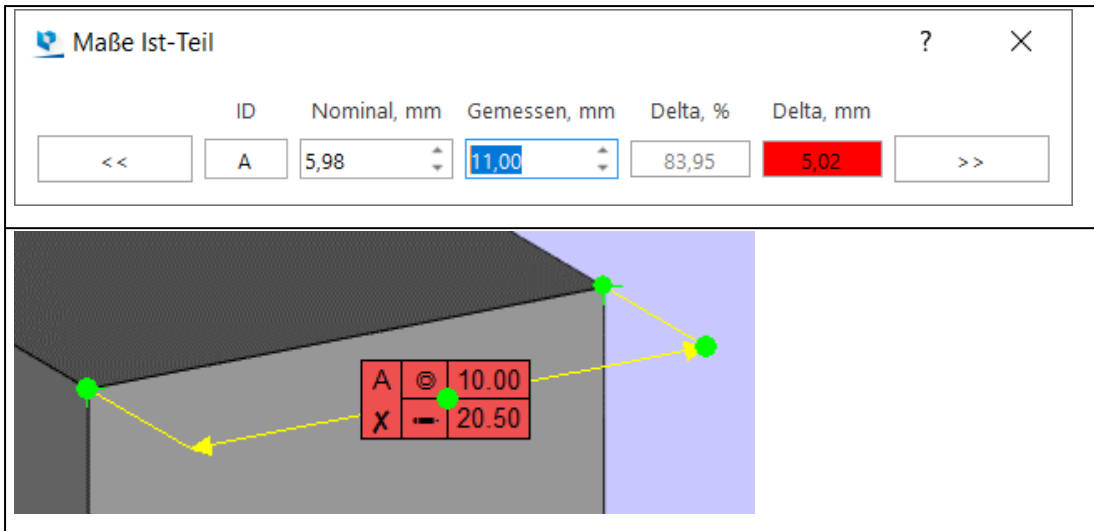 Maße Ist-Teil ? ×
ID Nominal, mm Gemessen, mm Delta, % Delta, mm
<< A 5,98 11,00 83,95 5,02 >>
A 10.00
X 20.50